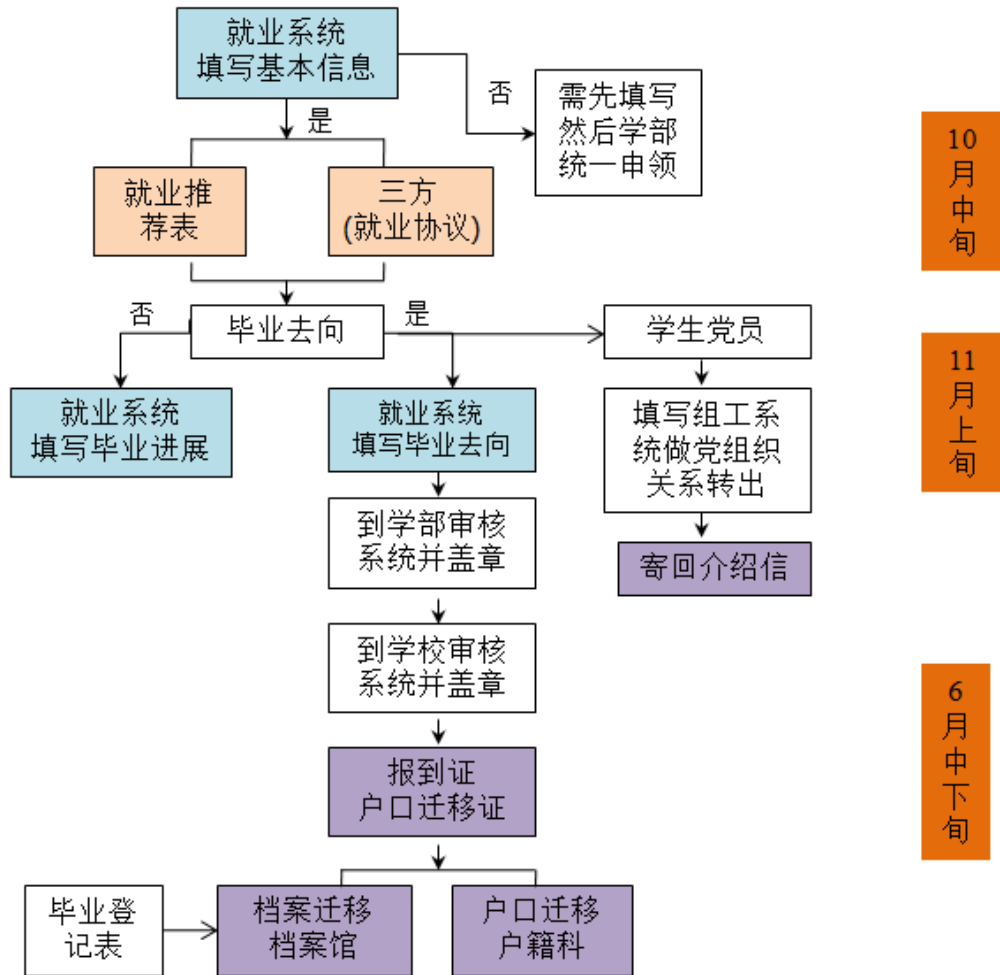 就业系统
填写基本信息
否
需先填写
然后学部
统一申领
是
就业推
荐表
三方
(就业协议)
10
月
中
旬
否
毕业去向
是
学生党员
就业系统
填写毕业进展
就业系统
填写毕业去向
填写组工系
统做党组织
关系转出
11
月
上
旬
到学部审核
系统并盖章
寄回介绍信
到学校审核
系统并盖章
6
月
中
下
旬
报到证
户口迁移证
毕业登
记表
档案迁移
档案馆
户口迁移
户籍科